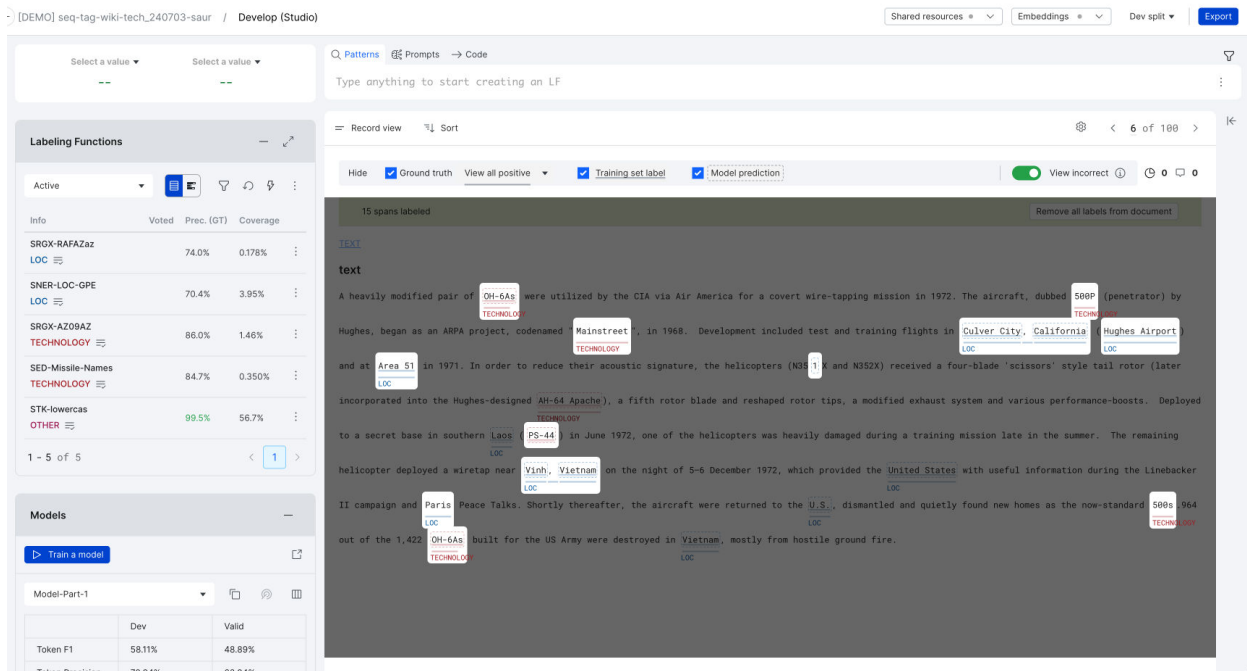 [DEMO] seq-tag-wiki-tech_240703-saur / Develop (Studio)
Shared resources Embeddings Dev split Export
Select a value Select a value
-- --
Patterns Prompts Code
Type anything to start creating an LF
Labeling Functions
Record view Sort
6 of 100
Active
Hide Ground truth View all positive Training set label Model prediction View incorrect 0 0
Info Voted Prec. (GT) Coverage
SRGX-RAFAZaz
LOC
74.0% 0.178%
SNER-LOC-GPE
LOC
70.4% 3.95%
SRGX-AZ09AZ
TECHNOLOGY
86.0% 1.46%
SED-Missile-Names
TECHNOLOGY
84.7% 0.350%
STK-lowercas
OTHER
99.5% 56.7%
1 - 5 of 5
1
Models
Train a model
Model-Part-1
Dev Valid
Token F1 58.11% 48.89%
15 spans labeled
Remove all labels from document
TEXT
text
A heavily modified pair of OH-6As were utilized by the CIA via Air America for a covert wire-tapping mission in 1972. The aircraft, dubbed 500P (penetrator) by
TECHNOLOGY TECHNOLOGY
Hughes, began as an ARPA project, codenamed "Mainstreet", in 1968. Development included test and training flights in Culver City, California (Hughes Airport)
TECHNOLOGY LOC LOC
and at Area 51 in 1971. In order to reduce their acoustic signature, the helicopters (N351X and N352X) received a four-blade 'scissors' style tail rotor (later
LOC
incorporated into the Hughes-designed AH-64 Apache), a fifth rotor blade and reshaped rotor tips, a modified exhaust system and various performance-boosts. Deployed
TECHNOLOGY
to a secret base in southern Laos (PS-44) in June 1972, one of the helicopters was heavily damaged during a training mission late in the summer. The remaining
LOC
helicopter deployed a wiretap near Vinh, Vietnam on the night of 5–6 December 1972, which provided the United States with useful information during the Linebacker
LOC LOC
II campaign and Paris Peace Talks. Shortly thereafter, the aircraft were returned to the U.S., dismantled and quietly found new homes as the now-standard 500s.964
LOC LOC TECHNOLOGY
out of the 1,422 OH-6As built for the US Army were destroyed in Vietnam, mostly from hostile ground fire.
TECHNOLOGY LOC